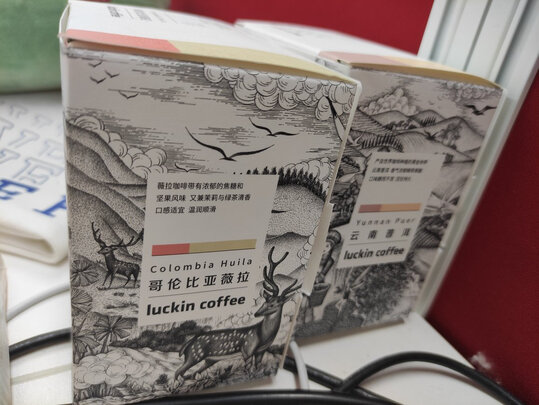 薇拉咖啡带有浓郁的焦糖和
坚果风味 又兼茉莉与绿茶清香
口感适宜 温润顺滑
Colombia Huila
哥伦比亚薇拉
luckin coffee
Yunnan Puer
云南普洱
luckin coffee